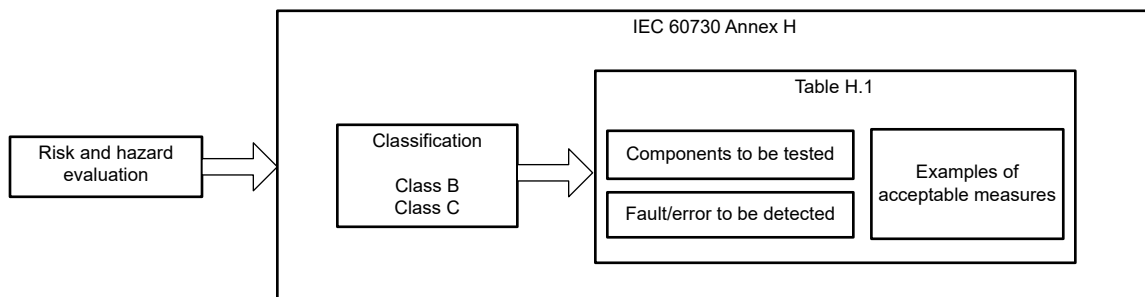 IEC 60730 Annex H
Risk and hazard
evaluation
Classification
Class B
Class C
Table H.1
Components to be tested
Fault/error to be detected
Examples of
acceptable measures